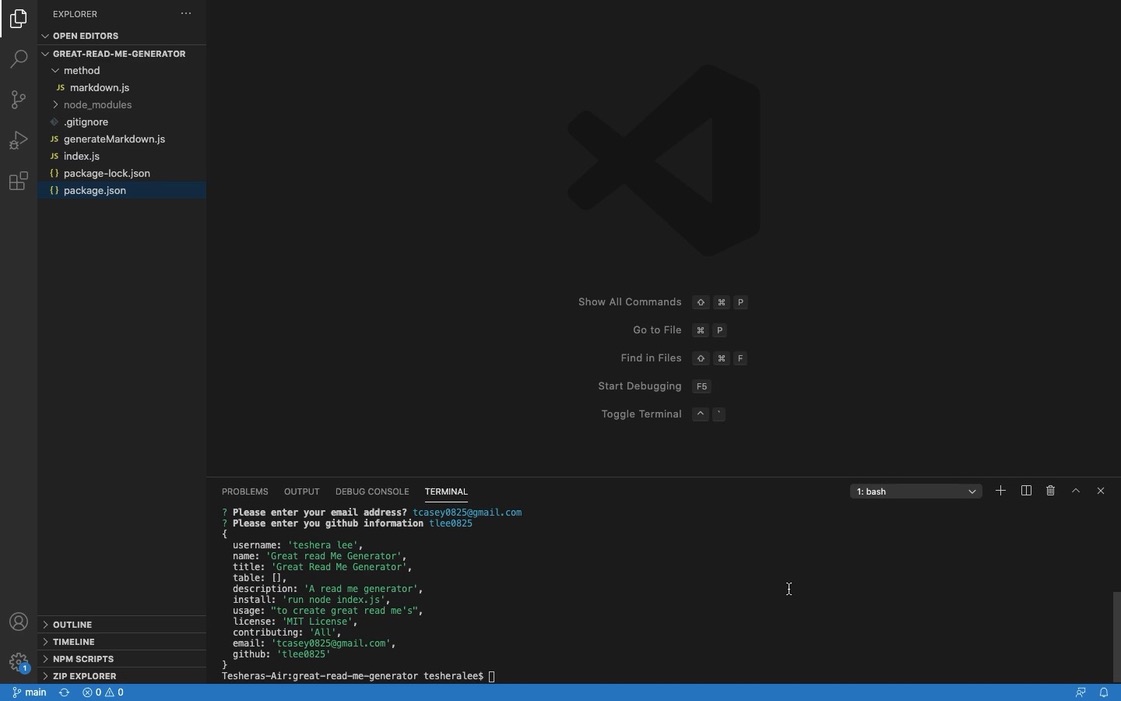 EXPLORER
OPEN EDITORS
GREAT-READ-ME-GENERATOR
method
JS markdown.js
node_modules
.gitignore
JS generateMarkdown.js
JS index.js
{} package-lock.json
{} package.json
OUTLINE
TIMELINE
NPM SCRIPTS
ZIP EXPLORER
1
Show All Commands ⇧ ⌘ P
Go to File ⌘ P
Find in Files ⇧ ⌘ F
Start Debugging F5
Toggle Terminal ^ `
PROBLEMS OUTPUT DEBUG CONSOLE TERMINAL 1: bash
? Please enter your email address? tcasey0825@gmail.com
? Please enter you github information tlee0825
{
username: 'teshera lee',
name: 'Great read Me Generator',
title: 'Great Read Me Generator',
table: [],
description: 'A read me generator',
install: 'run node index.js',
usage: "to create great read me's",
license: 'MIT License',
contributing: 'All',
email: 'tcasey0825@gmail.com',
github: 'tlee0825'
}
Tesheras-Air:great-read-me-generator tesheralee$
main 0 0